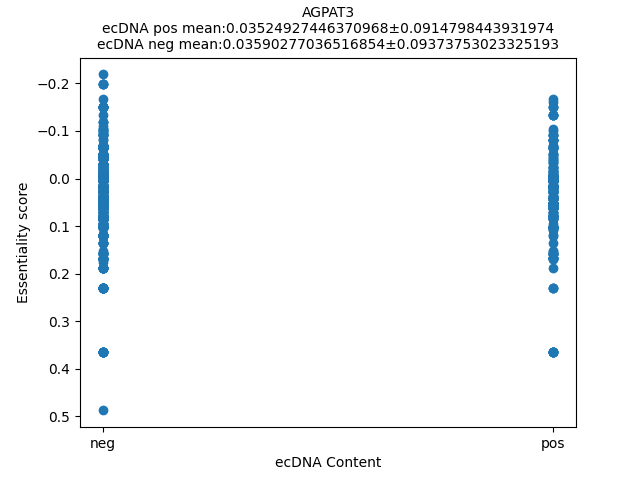 AGPAT3
ecDNA pos mean:0.03524927446370968±0.0914798443931974
ecDNA neg mean:0.03590277036516854±0.09373753023325193
−0.2
−0.1
0.0
0.1
0.2
0.3
0.4
0.5
Essentiality score
neg
pos
ecDNA Content